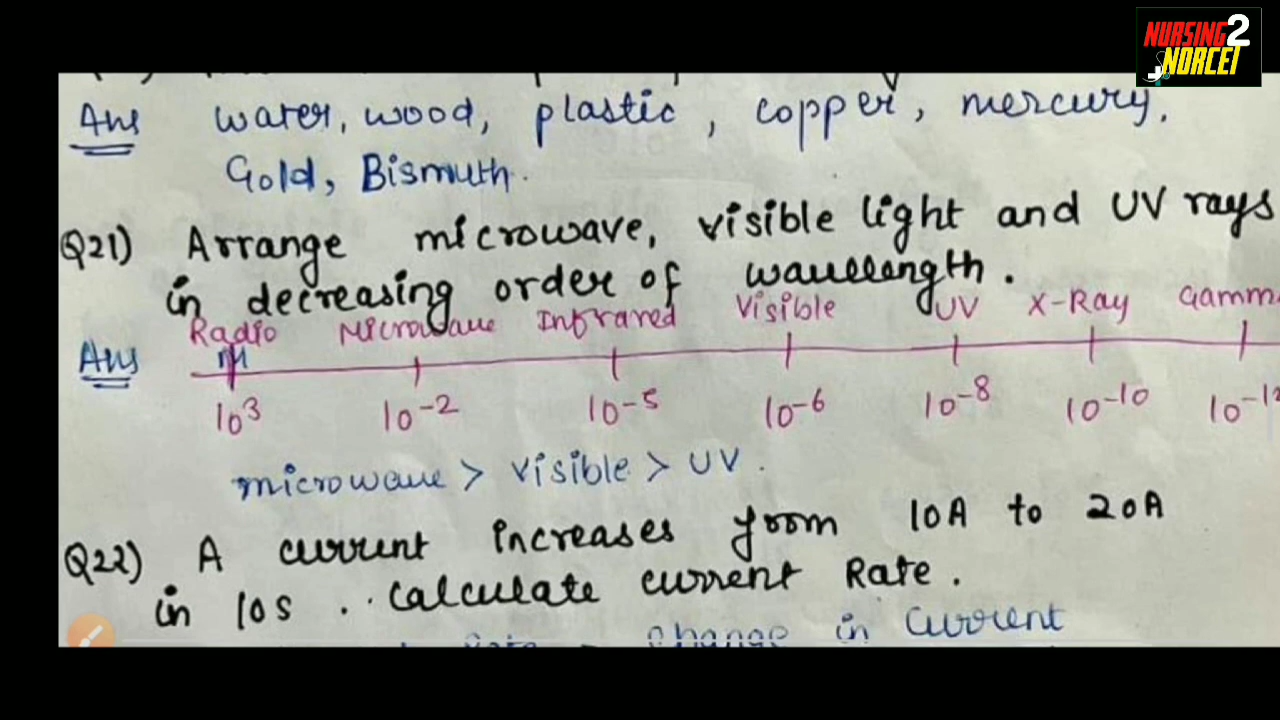 NURSING 2
NORCET
Ans water, wood, plastic, copper, mercury,
Gold, Bismuth.
Q21) Arrange microwave, visible light and UV rays
in decreasing order of wavelength.
Radio Microwave Infrared Visible UV X-Ray Gamm
Ans
10³ 10⁻² 10⁻⁵ 10⁻⁶ 10⁻⁸ 10⁻¹⁰
microwave > visible > UV.
Q22) A current increases from 10A to 20A
in 10s . . calculate current Rate.
change in current